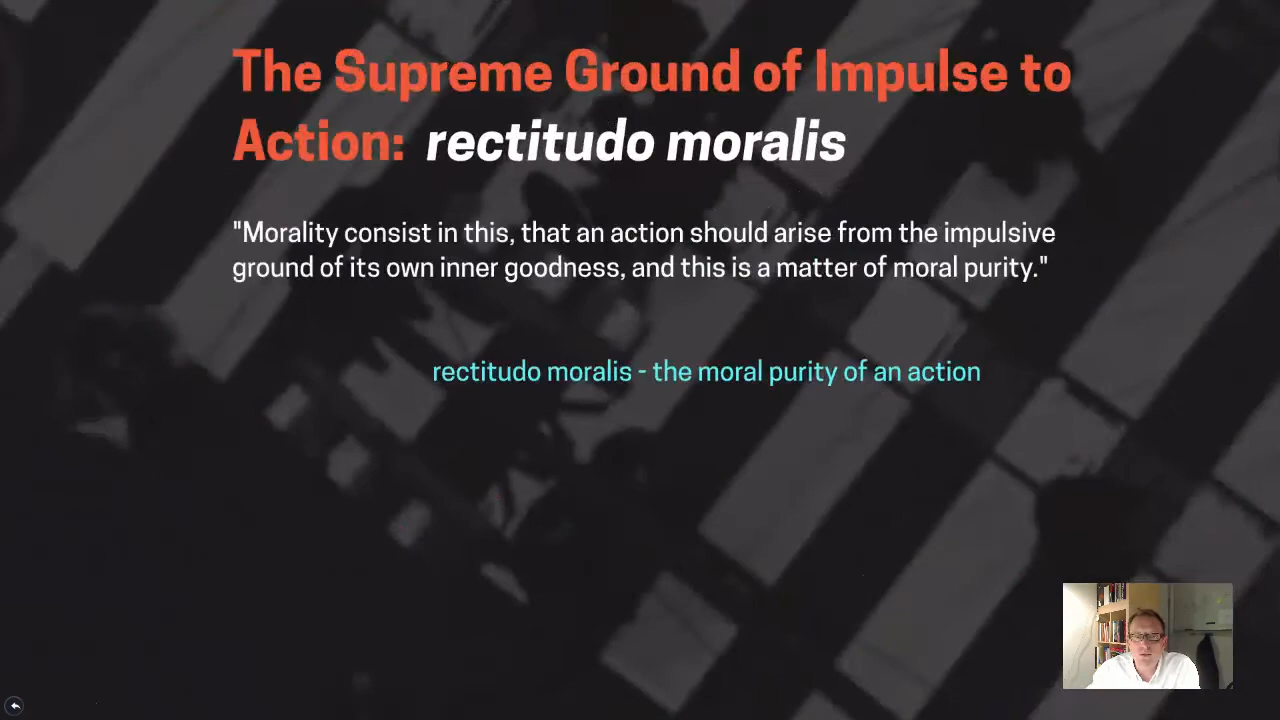 The Supreme Ground of Impulse to
Action: rectitudo moralis
"Morality consist in this, that an action should arise from the impulsive
ground of its own inner goodness, and this is a matter of moral purity."
rectitudo moralis - the moral purity of an action